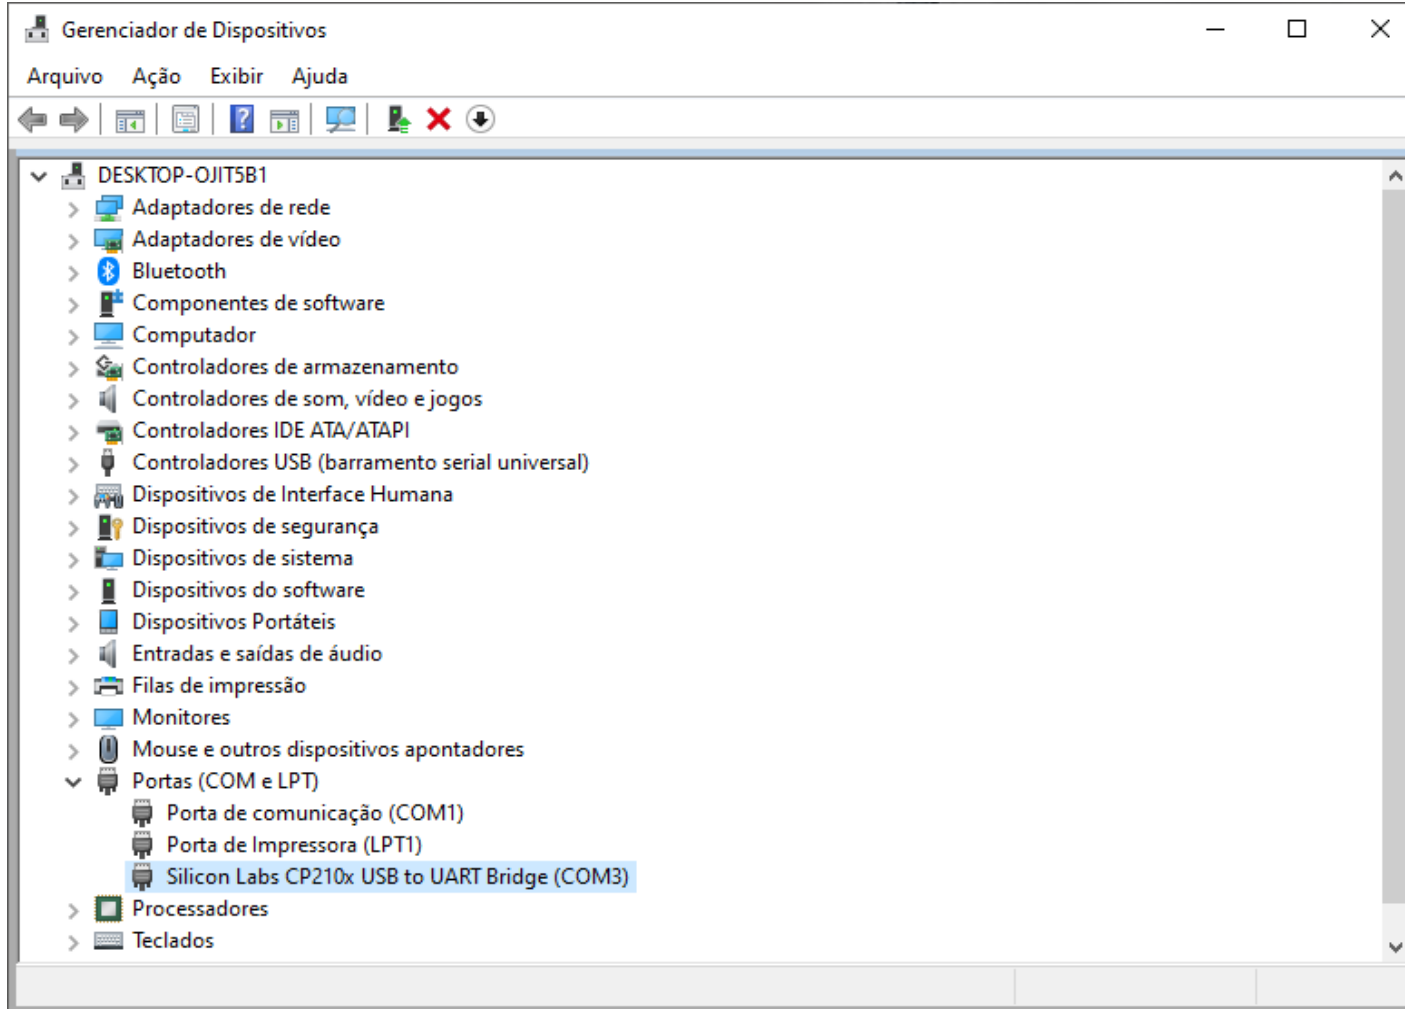 Gerenciador de Dispositivos
Arquivo Ação Exibir Ajuda
DESKTOP-OJIT5B1
Adaptadores de rede
Adaptadores de vídeo
Bluetooth
Componentes de software
Computador
Controladores de armazenamento
Controladores de som, vídeo e jogos
Controladores IDE ATA/ATAPI
Controladores USB (barramento serial universal)
Dispositivos de Interface Humana
Dispositivos de segurança
Dispositivos de sistema
Dispositivos do software
Dispositivos Portáteis
Entradas e saídas de áudio
Filas de impressão
Monitores
Mouse e outros dispositivos apontadores
Portas (COM e LPT)
Porta de comunicação (COM1)
Porta de Impressora (LPT1)
Silicon Labs CP210x USB to UART Bridge (COM3)
Processadores
Teclados